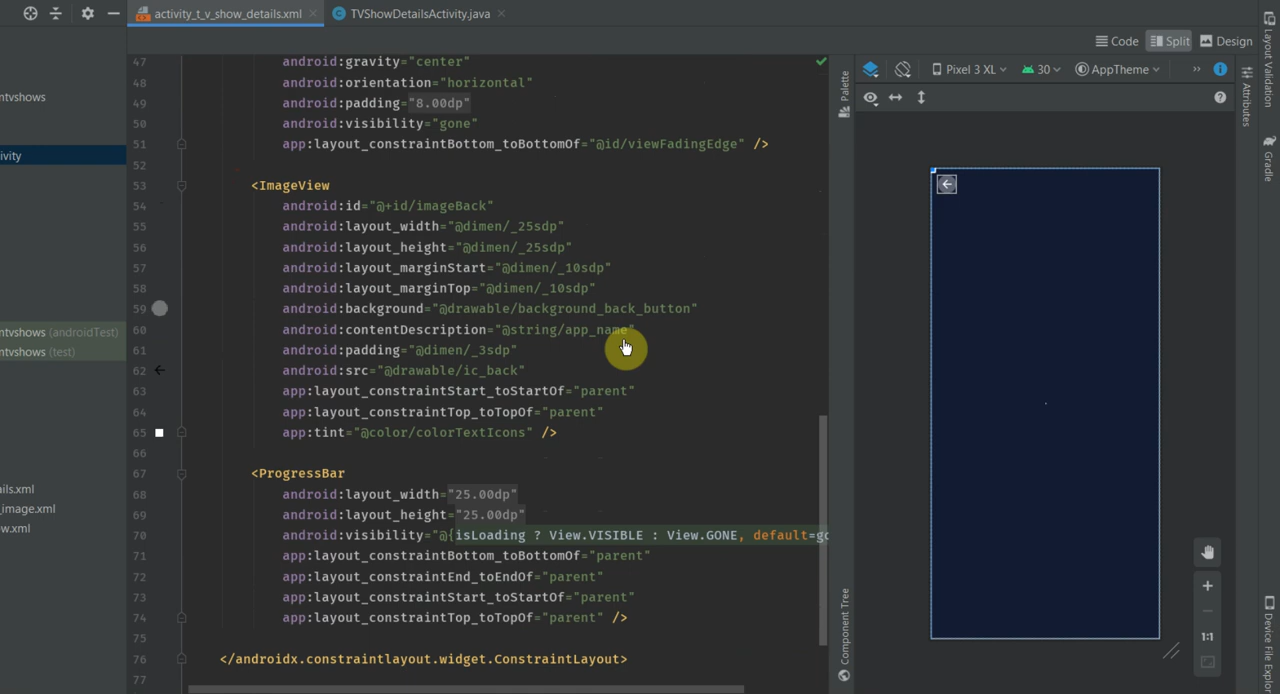 activity_t_v_show_details.xml
TVShowDetailsActivity.java
Code
Split
Design
Pixel 3 XL
30
AppTheme
Palette
Component Tree
Layout Validation
Attributes
Gradle
Device File Explor
ntvshows
ivity
ntvshows (androidTest)
ntvshows (test)
ils.xml
_image.xml
w.xml
47 android:gravity="center"
48 android:orientation="horizontal"
49 android:padding="8.00dp"
50 android:visibility="gone"
51 app:layout_constraintBottom_toBottomOf="@id/viewFadingEdge" />
52
53 <ImageView
54 android:id="@+id/imageBack"
55 android:layout_width="@dimen/_25sdp"
56 android:layout_height="@dimen/_25sdp"
57 android:layout_marginStart="@dimen/_10sdp"
58 android:layout_marginTop="@dimen/_10sdp"
59 android:background="@drawable/background_back_button"
60 android:contentDescription="@string/app_name"
61 android:padding="@dimen/_3sdp"
62 android:src="@drawable/ic_back"
63 app:layout_constraintStart_toStartOf="parent"
64 app:layout_constraintTop_toTopOf="parent"
65 app:tint="@color/colorTextIcons" />
66
67 <ProgressBar
68 android:layout_width="25.00dp"
69 android:layout_height="25.00dp"
70 android:visibility="@{isLoading ? View.VISIBLE : View.GONE, default=go
71 app:layout_constraintBottom_toBottomOf="parent"
72 app:layout_constraintEnd_toEndOf="parent"
73 app:layout_constraintStart_toStartOf="parent"
74 app:layout_constraintTop_toTopOf="parent" />
75
76 </androidx.constraintlayout.widget.ConstraintLayout>
77
1:1